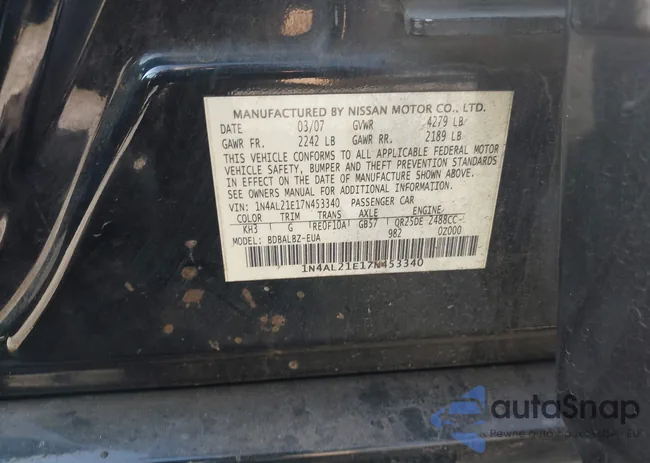 MANUFACTURED BY NISSAN MOTOR CO., LTD.
DATE 03/07 GVWR 4279 LB
GAWR FR. 2242 LB GAWR RR. 2189 LB
THIS VEHICLE CONFORMS TO ALL APPLICABLE FEDERAL MOTOR
VEHICLE SAFETY, BUMPER AND THEFT PREVENTION STANDARDS
IN EFFECT ON THE DATE OF MANUFACTURE SHOWN ABOVE.
SEE OWNERS MANUAL FOR ADDITIONAL INFORMATION.
VIN: 1N4AL21E17N453340 PASSENGER CAR
COLOR TRIM TRANS AXLE ENGINE
KH3 G RE0F10A GB57 QR25DE 2488CC
MODEL: BDBALBZ-EUA 982 02000
1N4AL21E17N453340
autoSnap